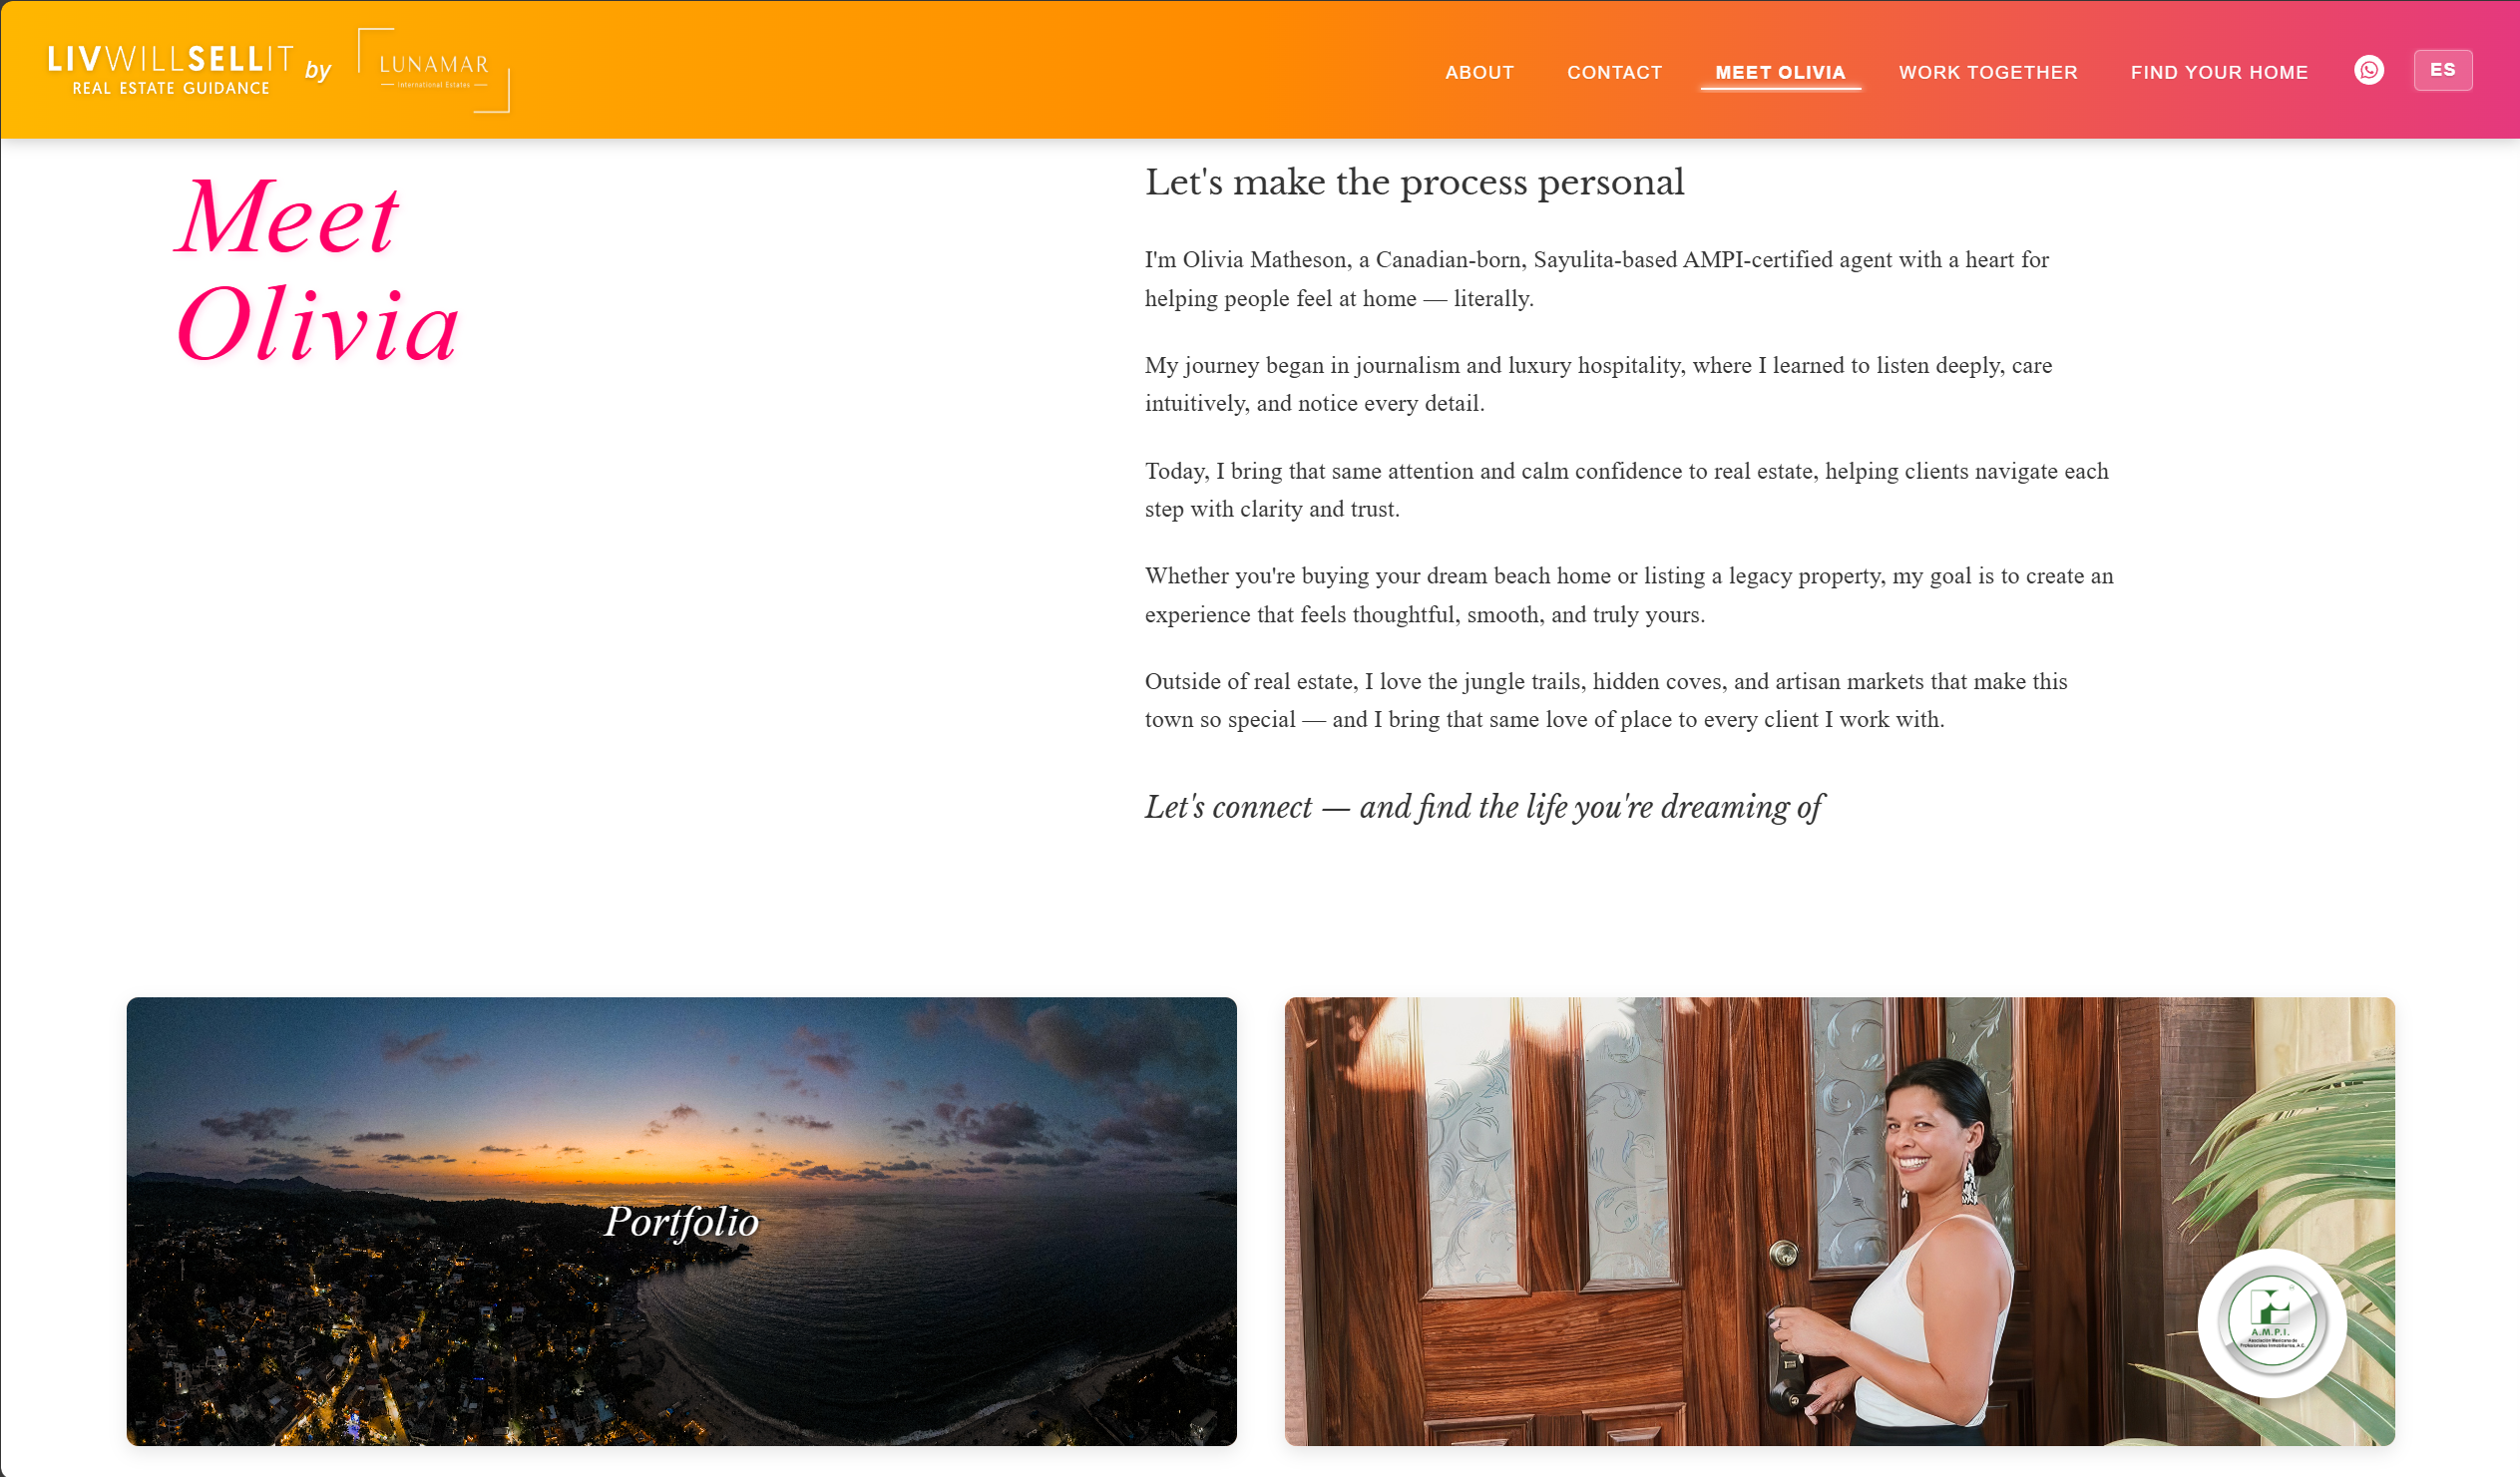 LIVWILLSELLIT
REAL ESTATE GUIDANCE
by
LUNAMAR
International Estates
ABOUT
CONTACT
MEET OLIVIA
WORK TOGETHER
FIND YOUR HOME
ES
Meet
Olivia
Let's make the process personal
I'm Olivia Matheson, a Canadian-born, Sayulita-based AMPI-certified agent with a heart for
helping people feel at home — literally.
My journey began in journalism and luxury hospitality, where I learned to listen deeply, care
intuitively, and notice every detail.
Today, I bring that same attention and calm confidence to real estate, helping clients navigate each
step with clarity and trust.
Whether you're buying your dream beach home or listing a legacy property, my goal is to create an
experience that feels thoughtful, smooth, and truly yours.
Outside of real estate, I love the jungle trails, hidden coves, and artisan markets that make this
town so special — and I bring that same love of place to every client I work with.
Let's connect — and find the life you're dreaming of
Portfolio
A.M.P.I.
Asociación Mexicana de
Profesionales Inmobiliarios, A.C.